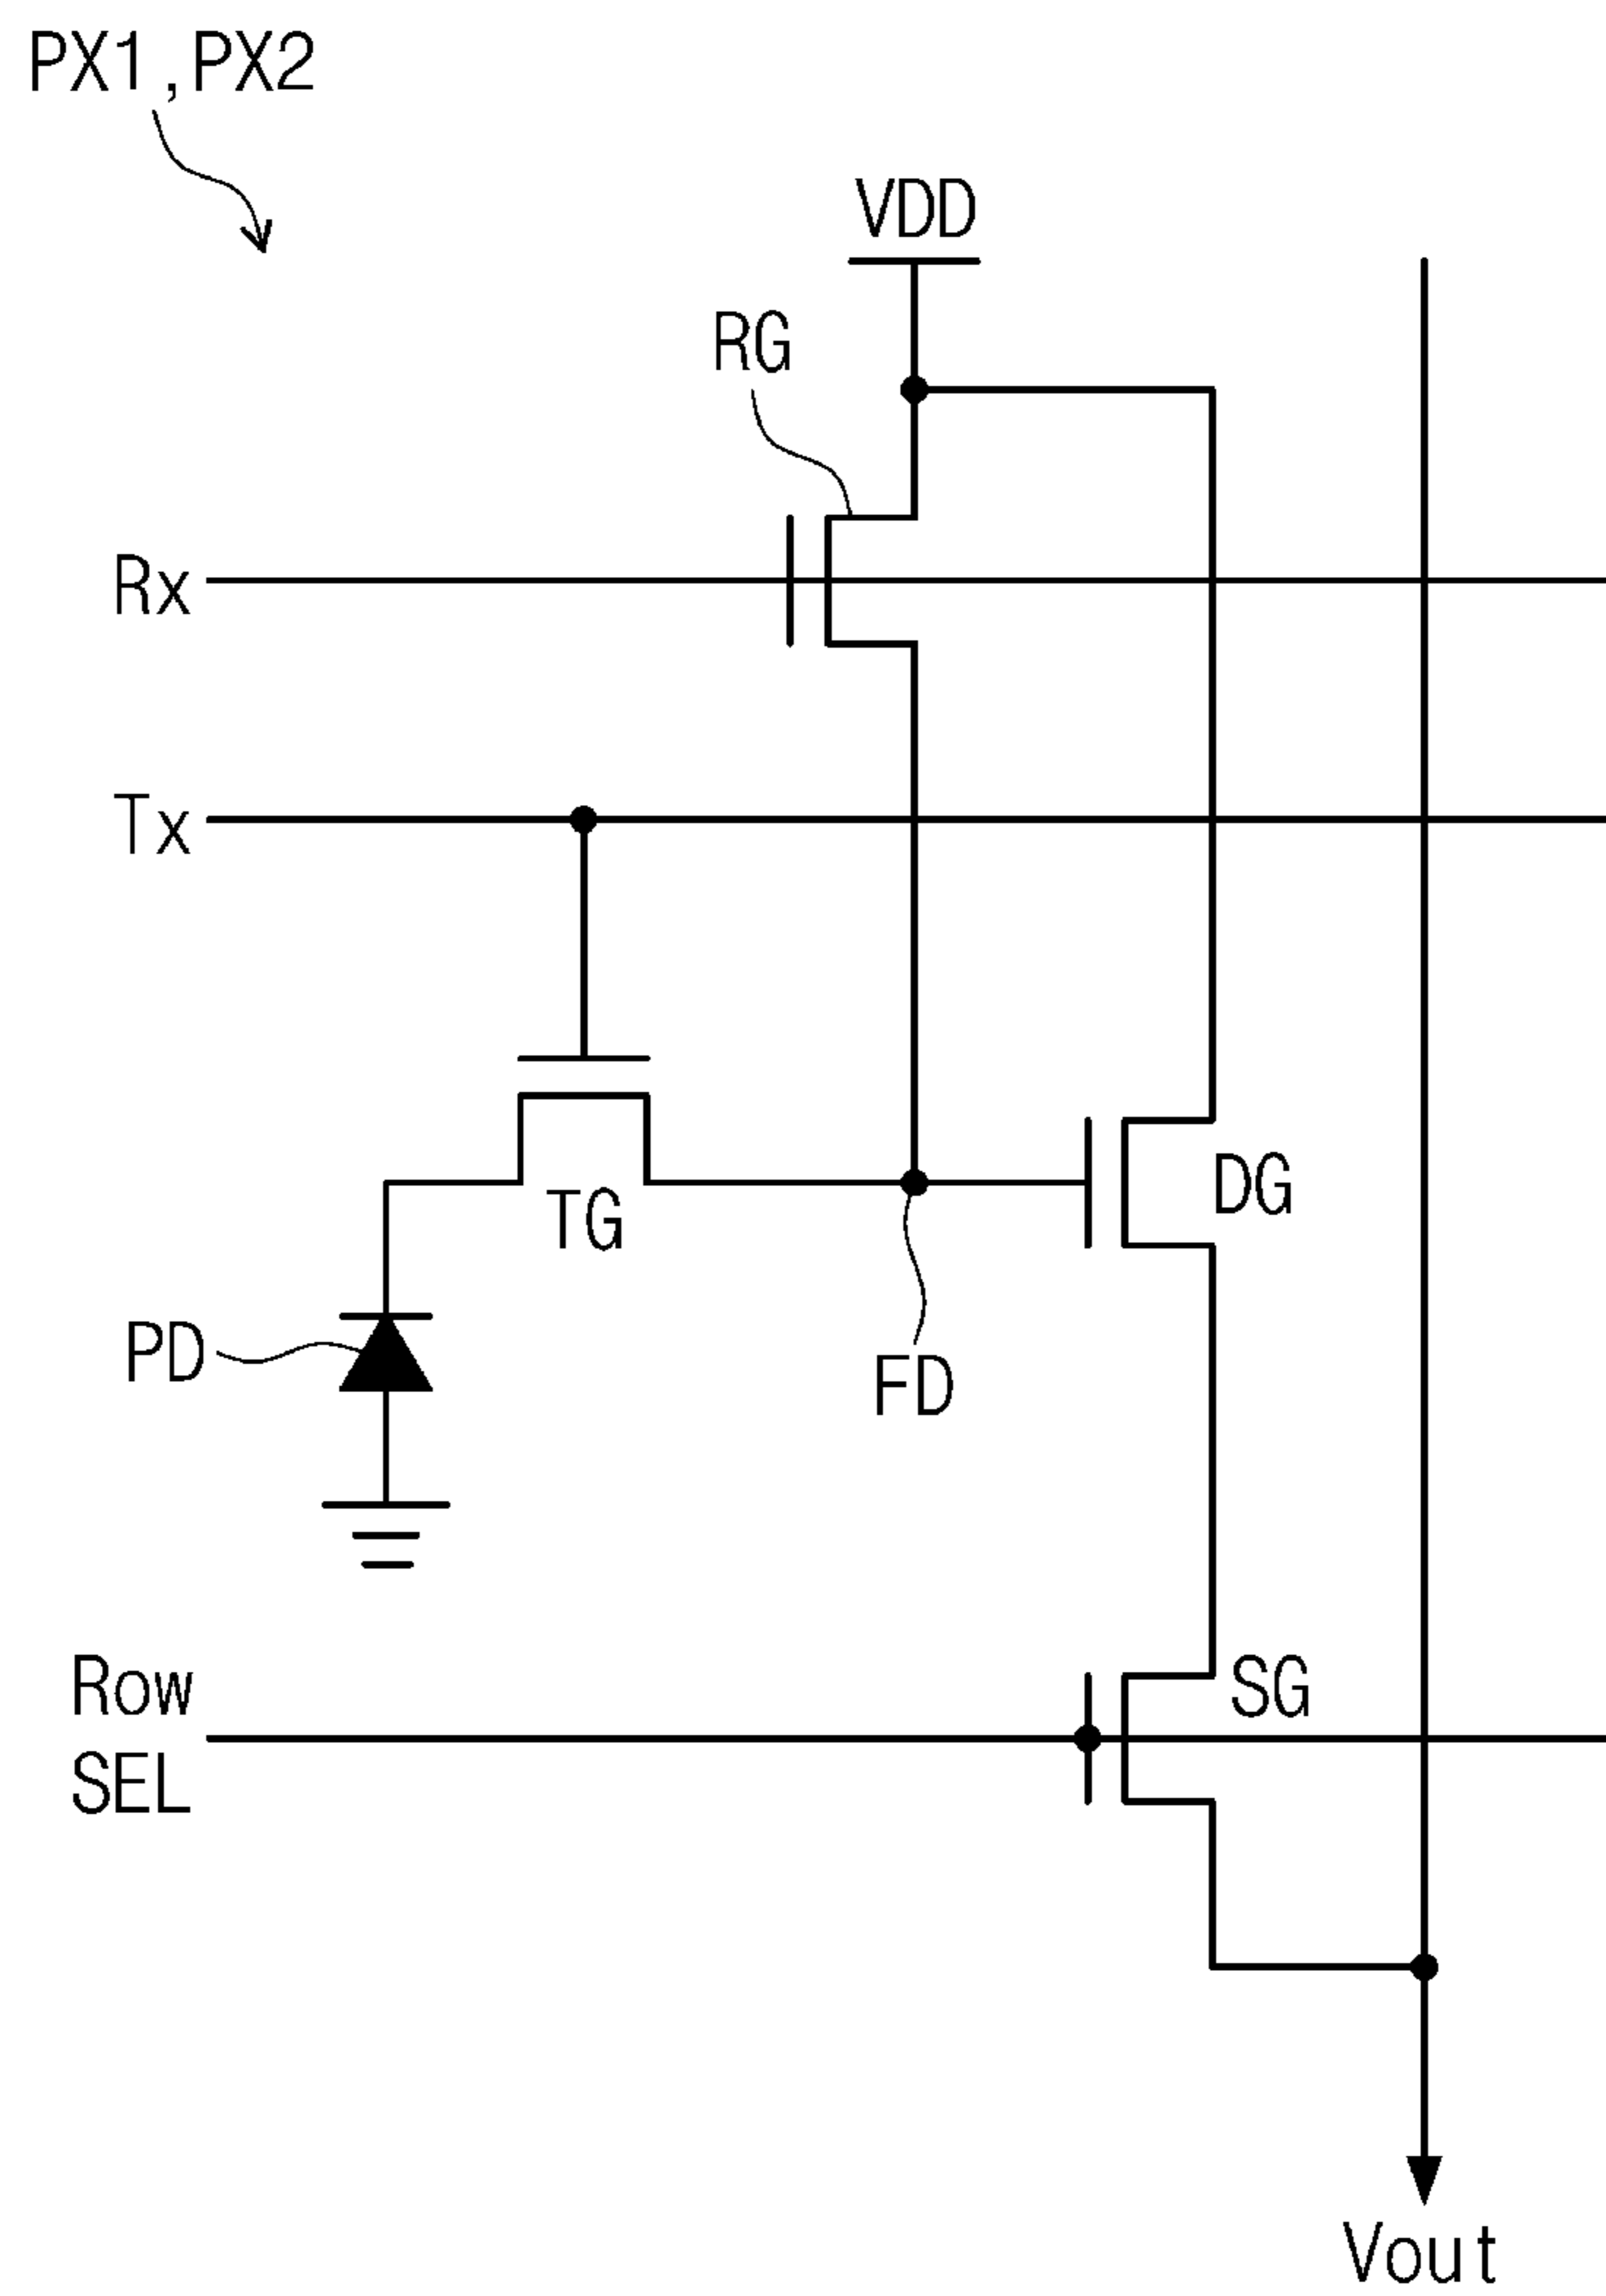 PX1,PX2
VDD
RG
Rx
Tx
DG
TG
PD
FD
Row
SEL
SG
Vout